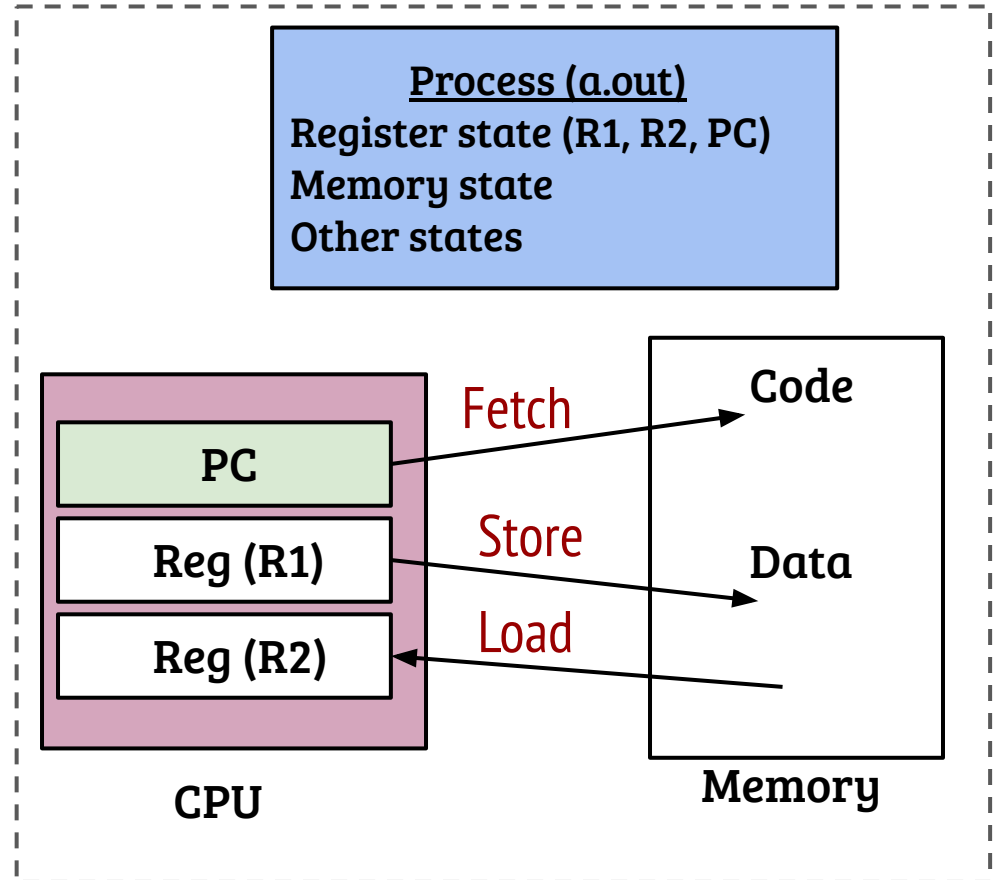 Process (a.out)
Register state (R1, R2, PC)
Memory state
Other states
Code
Fetch
PC
Store
Reg (R1)
Data
Load
Reg (R2)
CPU
Memory